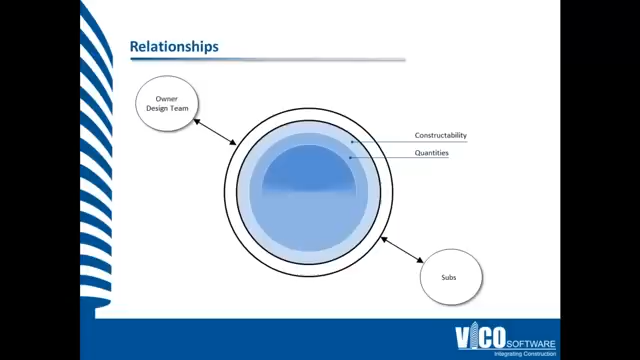 Relationships
Owner
Design Team
Constructability
Quantities
Subs
VICO SOFTWARE
Integrating Construction